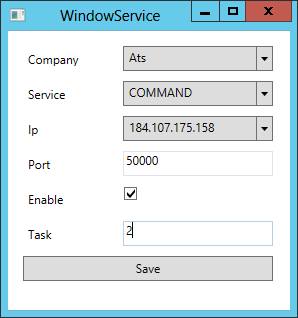 WindowService
Company Ats
Service COMMAND
Ip 184.107.175.158
Port 50000
Enable
Task 2
Save